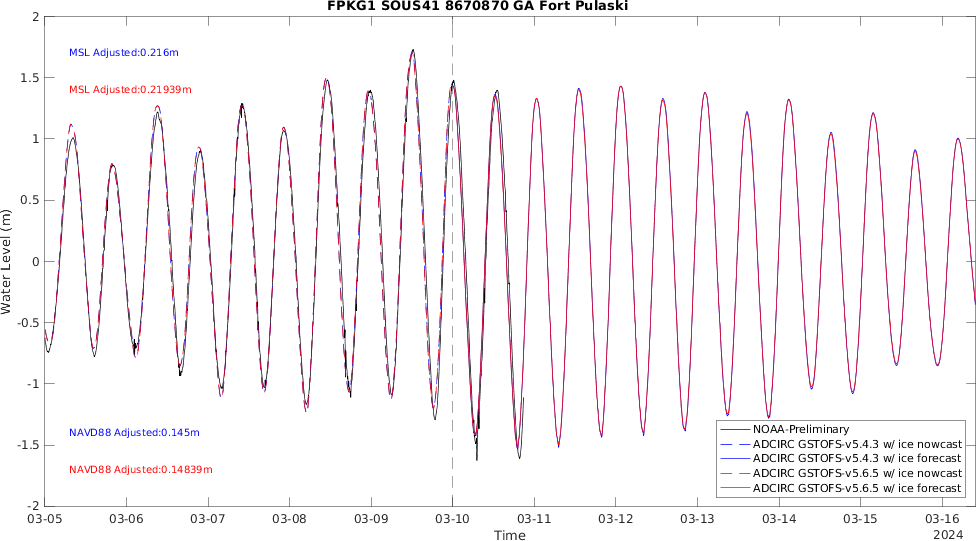 FPKG1 SOUS41 8670870 GA Fort Pulaski
2
1.5
1
0.5
0
-0.5
-1
-1.5
-2
Water Level (m)
MSL Adjusted:0.216m
MSL Adjusted:0.21939m
NAVD88 Adjusted:0.145m
NAVD88 Adjusted:0.14839m
NOAA-Preliminary
ADCIRC GSTOFS-v5.4.3 w/ ice nowcast
ADCIRC GSTOFS-v5.4.3 w/ ice forecast
ADCIRC GSTOFS-v5.6.5 w/ ice nowcast
ADCIRC GSTOFS-v5.6.5 w/ ice forecast
03-05 03-06 03-07 03-08 03-09 03-10 03-11 03-12 03-13 03-14 03-15 03-16
Time
2024